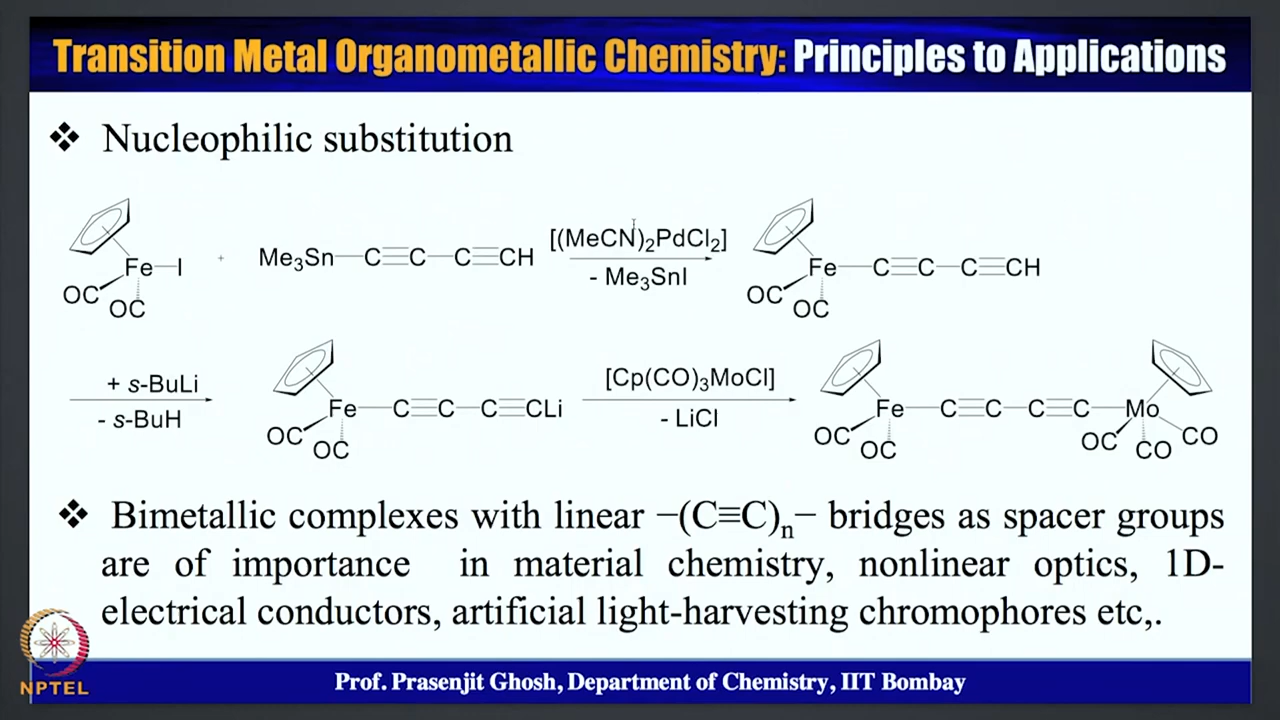 Transition Metal Organometallic Chemistry: Principles to Applications
❖ Nucleophilic substitution
Fe—I
OC
OC
+
Me₃Sn—C≡C—C≡CH
[(MeCN)₂PdCl₂]
- Me₃SnI
Fe—C≡C—C≡CH
OC
OC
+ s-BuLi
- s-BuH
Fe—C≡C—C≡CLi
OC
OC
[Cp(CO)₃MoCl]
- LiCl
Fe—C≡C—C≡C—Mo
OC
OC
OC
CO
CO
❖ Bimetallic complexes with linear −(C≡C)ₙ− bridges as spacer groups
are of importance in material chemistry, nonlinear optics, 1D-
electrical conductors, artificial light-harvesting chromophores etc,.
NPTEL
Prof. Prasenjit Ghosh, Department of Chemistry, IIT Bombay